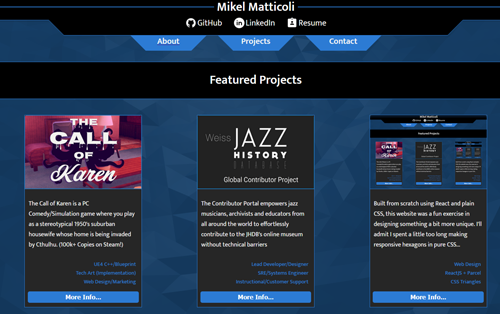 Mikel Matticoli
GitHub LinkedIn Resume
About Projects Contact
Featured Projects
THE
CALL
OF
Karen
The Call of Karen is a PC
Comedy/Simulation game where you play
as a stereotypical 1950's suburban
housewife whose home is being invaded
by Cthulhu. (100k+ Copies on Steam!)
UE4 C++/Blueprint
Tech Art (Implementation)
Web Design/Marketing
More Info...
Weiss JAZZ
HISTORY
DATABASE
Global Contributor Project
The Contributor Portal empowers jazz
musicians, archivists and educators from
all around the world to effortlessly
contribute to the JHDB's online museum
without technical barriers
Lead Developer/Designer
SRE/Systems Engineer
Instructional/Customer Support
More Info...
Mikel Matticoli
Featured Projects
Built from scratch using React and plain
CSS, this website was a fun exercise in
designing something a bit more unique. I'll
admit I spent a little too long making
responsive hexagons in pure CSS...
Web Design
ReactJS + Parcel
CSS Triangles
More Info...